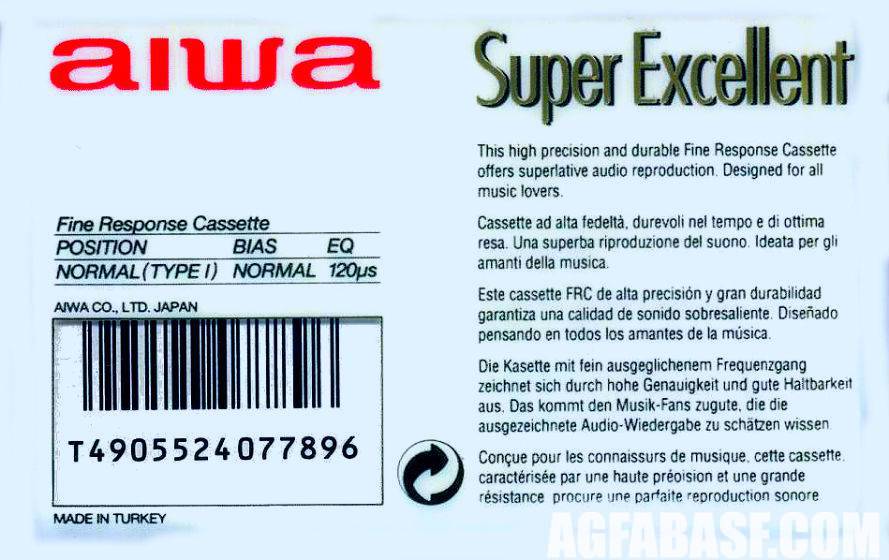 aiwa
Fine Response Cassette
POSITION BIAS EQ
NORMAL (TYPE I) NORMAL 120µs
AIWA CO., LTD. JAPAN
T4905524077896
MADE IN TURKEY
Super Excellent
This high precision and durable Fine Response Cassette
offers superlative audio reproduction. Designed for all
music lovers.
Cassette ad alta fedeltà, durevoli nel tempo e di ottima
resa. Una superba riproduzione del suono. Ideata per gli
amanti della musica.
Este cassette FRC de alta precisión y gran durabilidad
garantiza una calidad de sonido sobresaliente. Diseñado
pensando en todos los amantes de la música.
Die Kasette mit fein ausgeglichenem Frequenzgang
zeichnet sich durch hohe Genauigkeit und gute Haltbarkeit
aus. Das kommt den Musik-Fans zugute, die die
ausgezeichnete Audio-Wiedergabe zu schätzen wissen
Conçue pour les connaissurs de musique, cette cassette.
caractérisée par une haute préoision et une grande
résistance procure une parfaite reproduction sonore
AGFABASE.COM